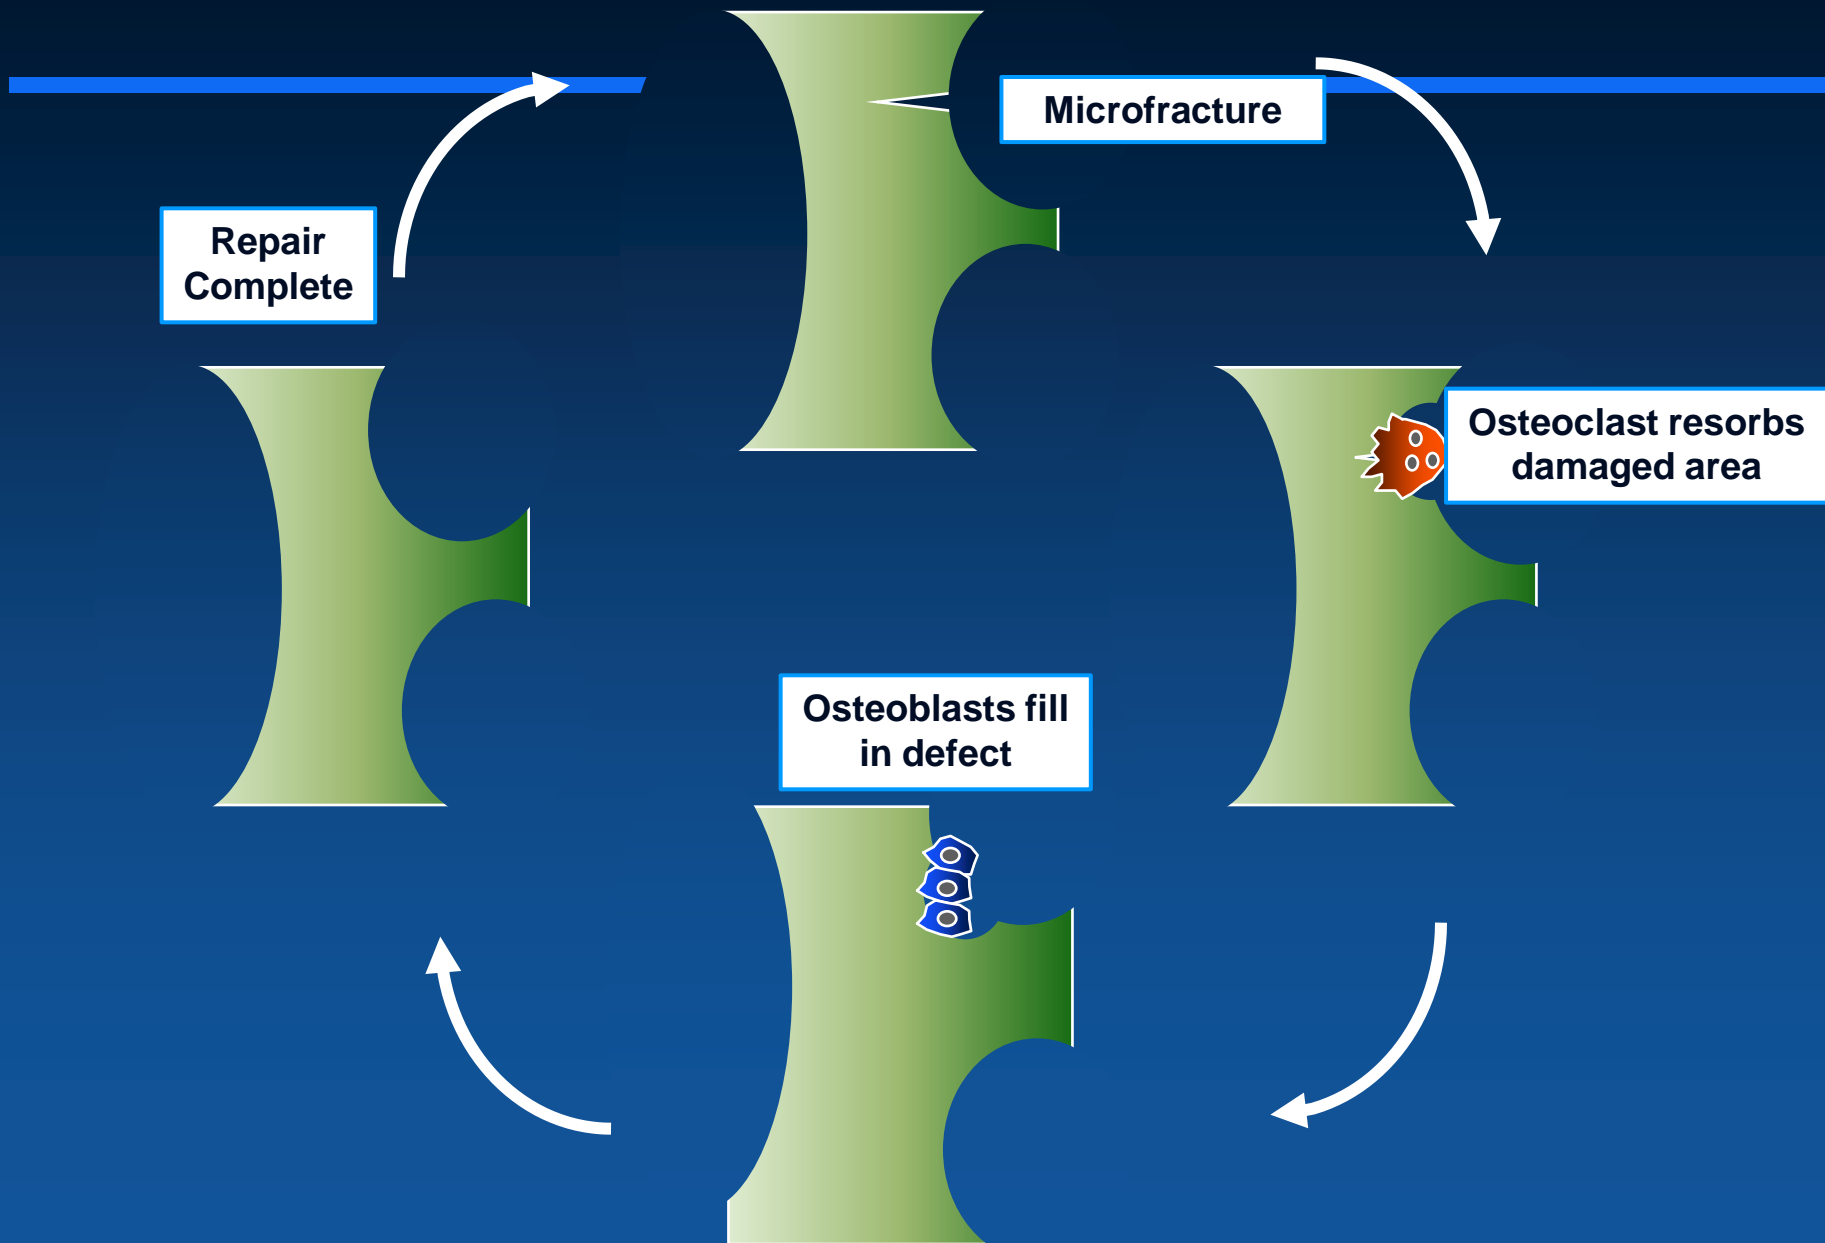 Microfracture
Repair
Complete
Osteoclast resorbs
damaged area
Osteoblasts fill
in defect